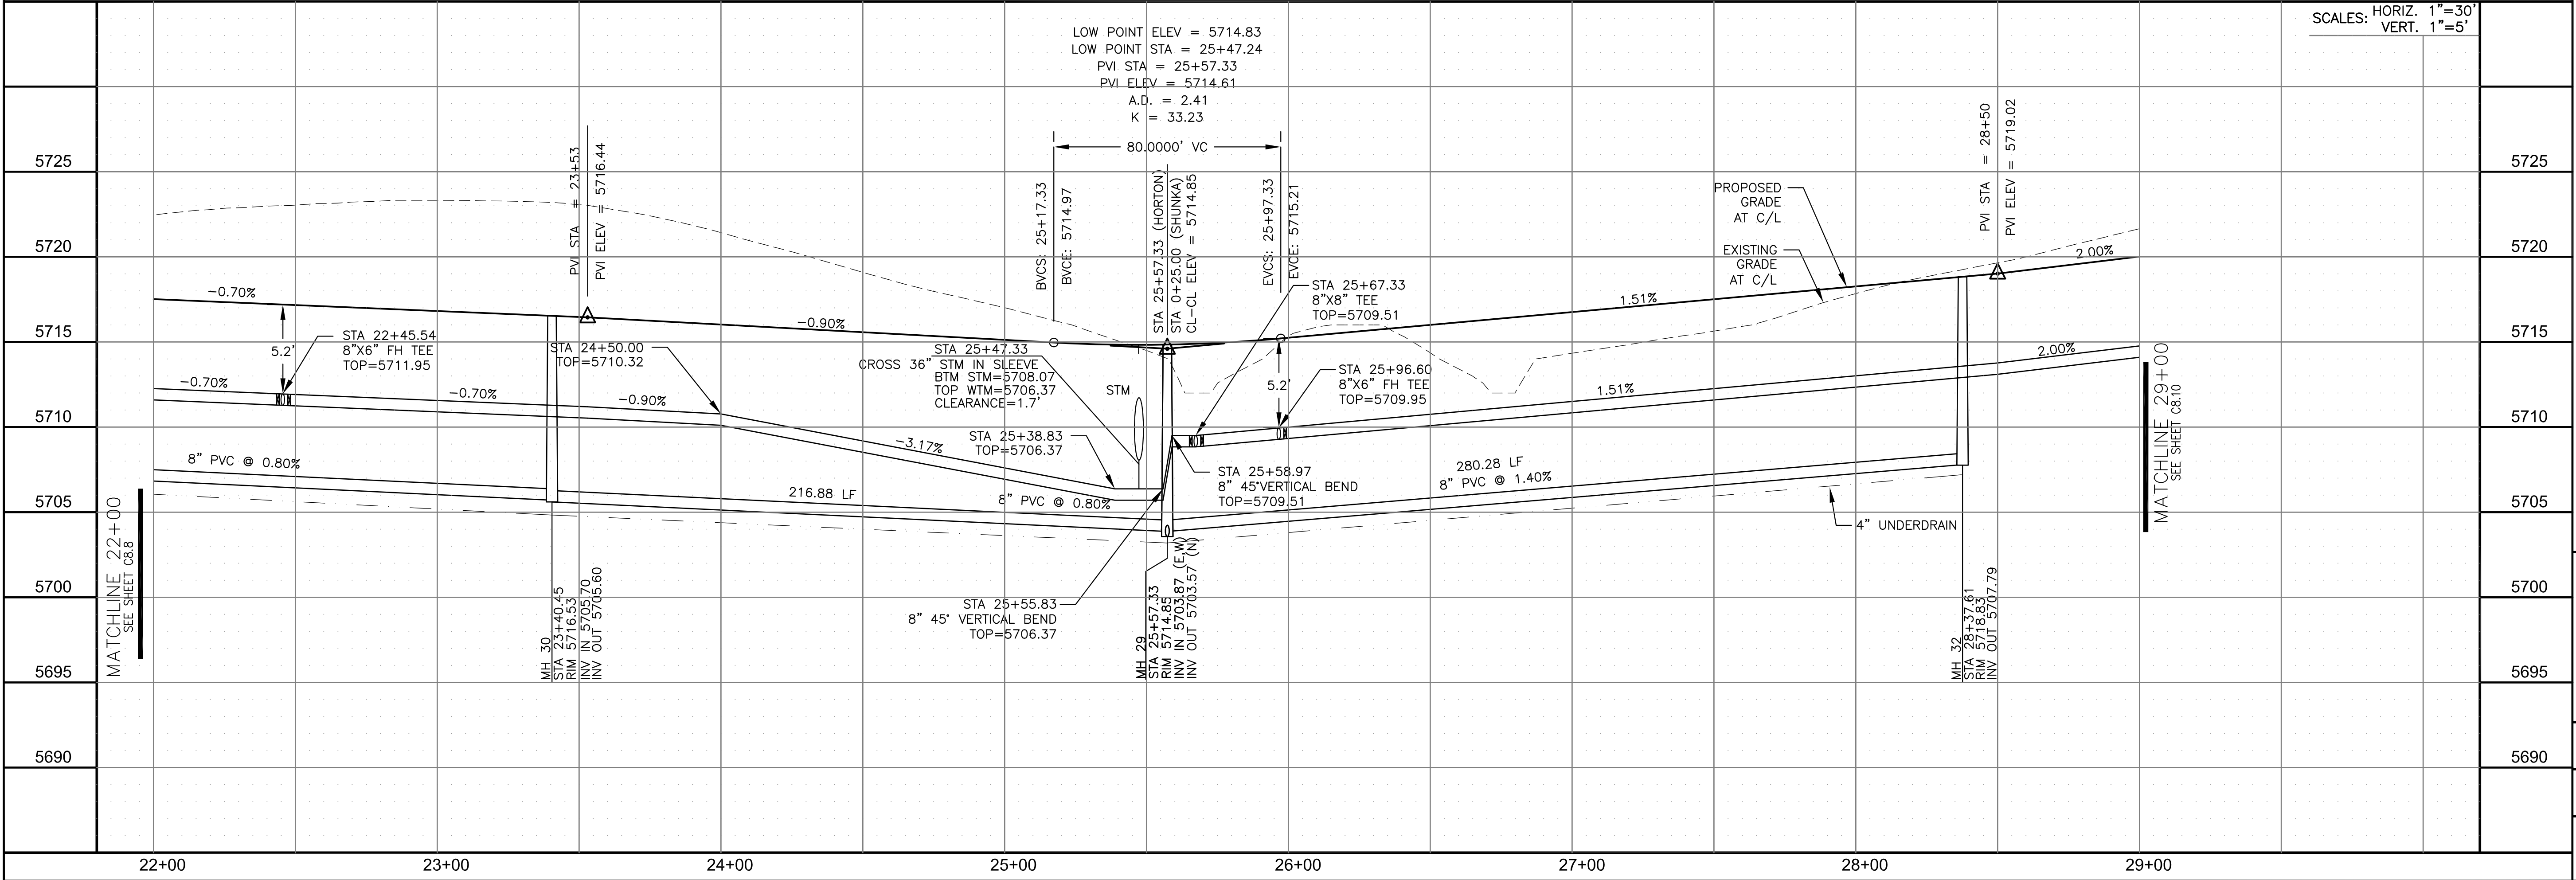 SCALES: HORIZ. 1"=30'
VERT. 1"=5'
LOW POINT ELEV = 5714.83
LOW POINT STA = 25+47.24
PVI STA = 25+57.33
PVI ELEV = 5714.61
A.D. = 2.41
K = 33.23
80.0000' VC
5725
5720
5715
5710
5705
5700
5695
5690
5725
5720
5715
5710
5705
5700
5695
5690
PVI STA = 23+53
PVI ELEV = 5716.44
BVCS: 25+17.33
BVCE: 5714.97
STA 25+57.33 (HORTON)
STA 0+25.00 (SHUNKA)
CL-CL ELEV = 5714.85
EVCS: 25+97.33
EVCE: 5715.21
PVI STA = 28+50
PVI ELEV = 5719.02
PROPOSED
GRADE
AT C/L
EXISTING
GRADE
AT C/L
-0.70%
-0.90%
1.51%
2.00%
5.2'
STA 22+45.54
8"X6" FH TEE
TOP=5711.95
STA 24+50.00
TOP=5710.32
STA 25+47.33
CROSS 36" STM IN SLEEVE
BTM STM=5708.07
TOP WTM=5706.37
CLEARANCE=1.7'
STM
STA 25+67.33
8"X8" TEE
TOP=5709.51
5.2'
STA 25+96.60
8"X6" FH TEE
TOP=5709.95
-0.70%
-0.70%
-0.90%
-3.17%
1.51%
2.00%
STA 25+38.83
TOP=5706.37
STA 25+58.97
8" 45°VERTICAL BEND
TOP=5709.51
8" PVC @ 0.80%
216.88 LF
8" PVC @ 0.80%
280.28 LF
8" PVC @ 1.40%
4" UNDERDRAIN
STA 25+55.83
8" 45° VERTICAL BEND
TOP=5706.37
MATCHLINE 22+00
SEE SHEET C8.8
MATCHLINE 29+00
SEE SHEET C8.10
MH 30
STA 23+40.45
RIM 5716.53
INV IN 5705.70
INV OUT 5705.60
MH 29
STA 25+57.33
RIM 5714.85
INV IN 5703.87 (E,W)
INV OUT 5703.57 (N)
MH 32
STA 28+37.61
RIM 5718.83
INV OUT 5707.79
22+00
23+00
24+00
25+00
26+00
27+00
28+00
29+00